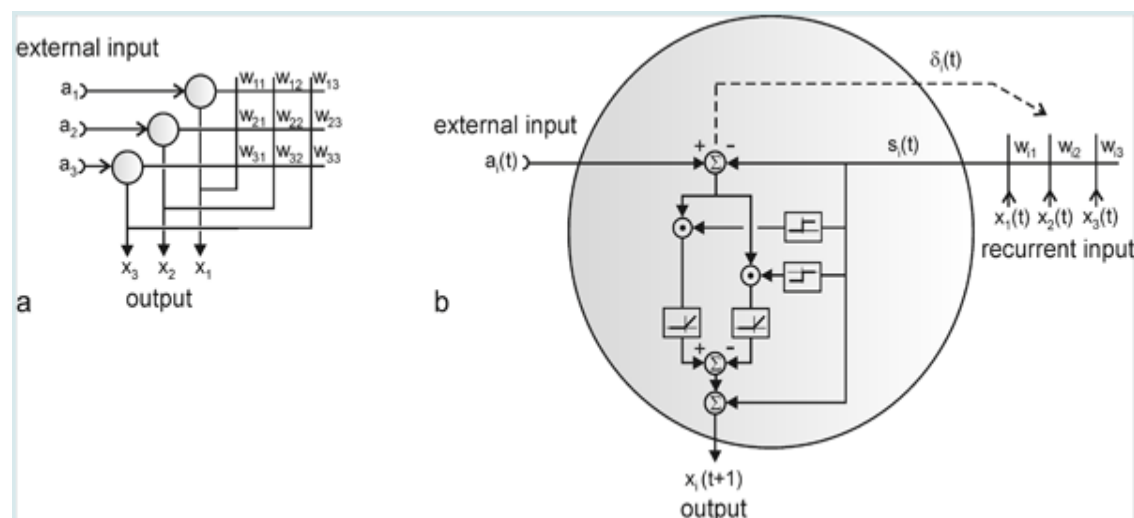 external input
a1
w11 w12 w13
a2
w21 w22 w23
a3
w31 w32 w33
x3 x2 x1
output
a
δi(t)
external input
ai(t)
+ -
Σ
si(t)
wi1 wi2 wi3
x1(t) x2(t) x3(t)
recurrent input
+ -
Σ
Σ
xi(t+1)
output
b